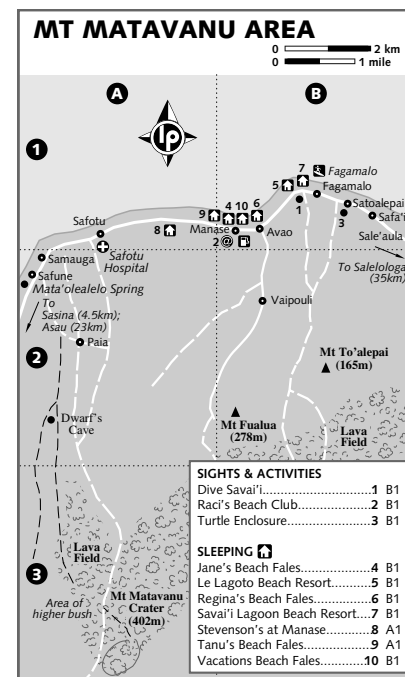 MT MATAVANU AREA
0 2 km
0 1 mile
A B
1
lp
7
5 Fagamalo
Fagamalo
9 4 10 6
1
3
Satoalepai
Safa'i
Safotu
8
Manase
Avao
2 @
Sale'aula
Samauga
Safotu
Hospital
To Salelologa
(35km)
Safune
Mata'olealelo Spring
To
Sasina (4.5km);
Asau (23km)
Vaipouli
2
Paia
Mt To'alepai
(165m)
Dwarf's
Cave
Mt Fualua
(278m)
Lava
Field
SIGHTS & ACTIVITIES
Dive Savai'i..............................1 B1
Raci's Beach Club....................2 B1
Turtle Enclosure......................3 B1
SLEEPING
Jane's Beach Fales...................4 B1
Le Lagoto Beach Resort..........5 B1
Regina's Beach Fales...............6 B1
Savai'i Lagoon Beach Resort...7 B1
Stevenson's at Manase............8 A1
Tanu's Beach Fales..................9 A1
Vacations Beach Fales...........10 B1
Lava
Field
3
Area of
higher bush
Mt Matavanu
Crater
(402m)